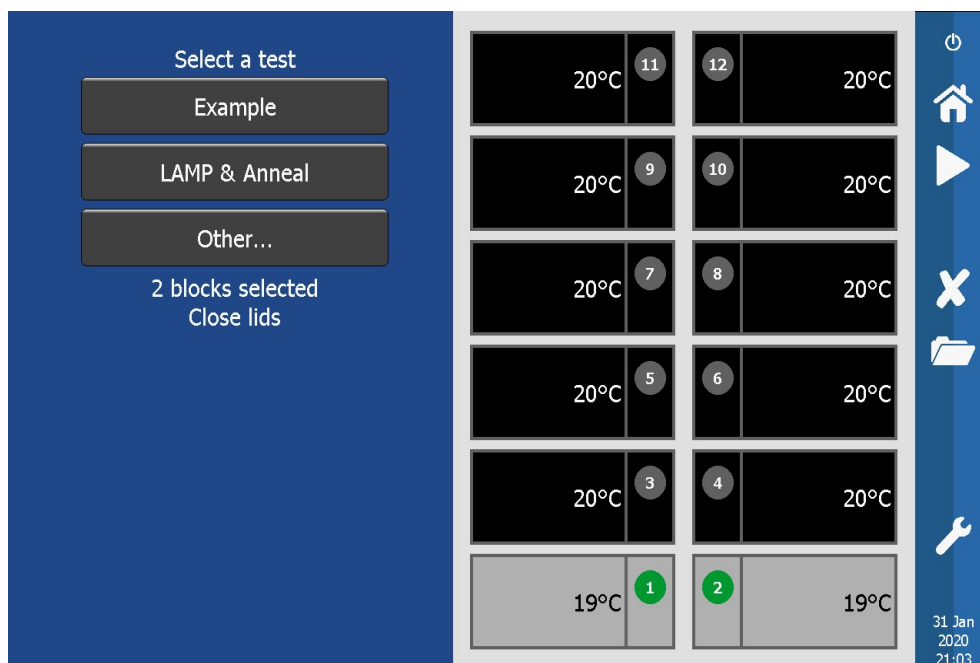 Select a test
Example
LAMP & Anneal
Other...
2 blocks selected
Close lids
20°C 11 12 20°C
20°C 9 10 20°C
20°C 7 8 20°C
20°C 5 6 20°C
20°C 3 4 20°C
19°C 1 2 19°C
31 Jan
2020
21:03